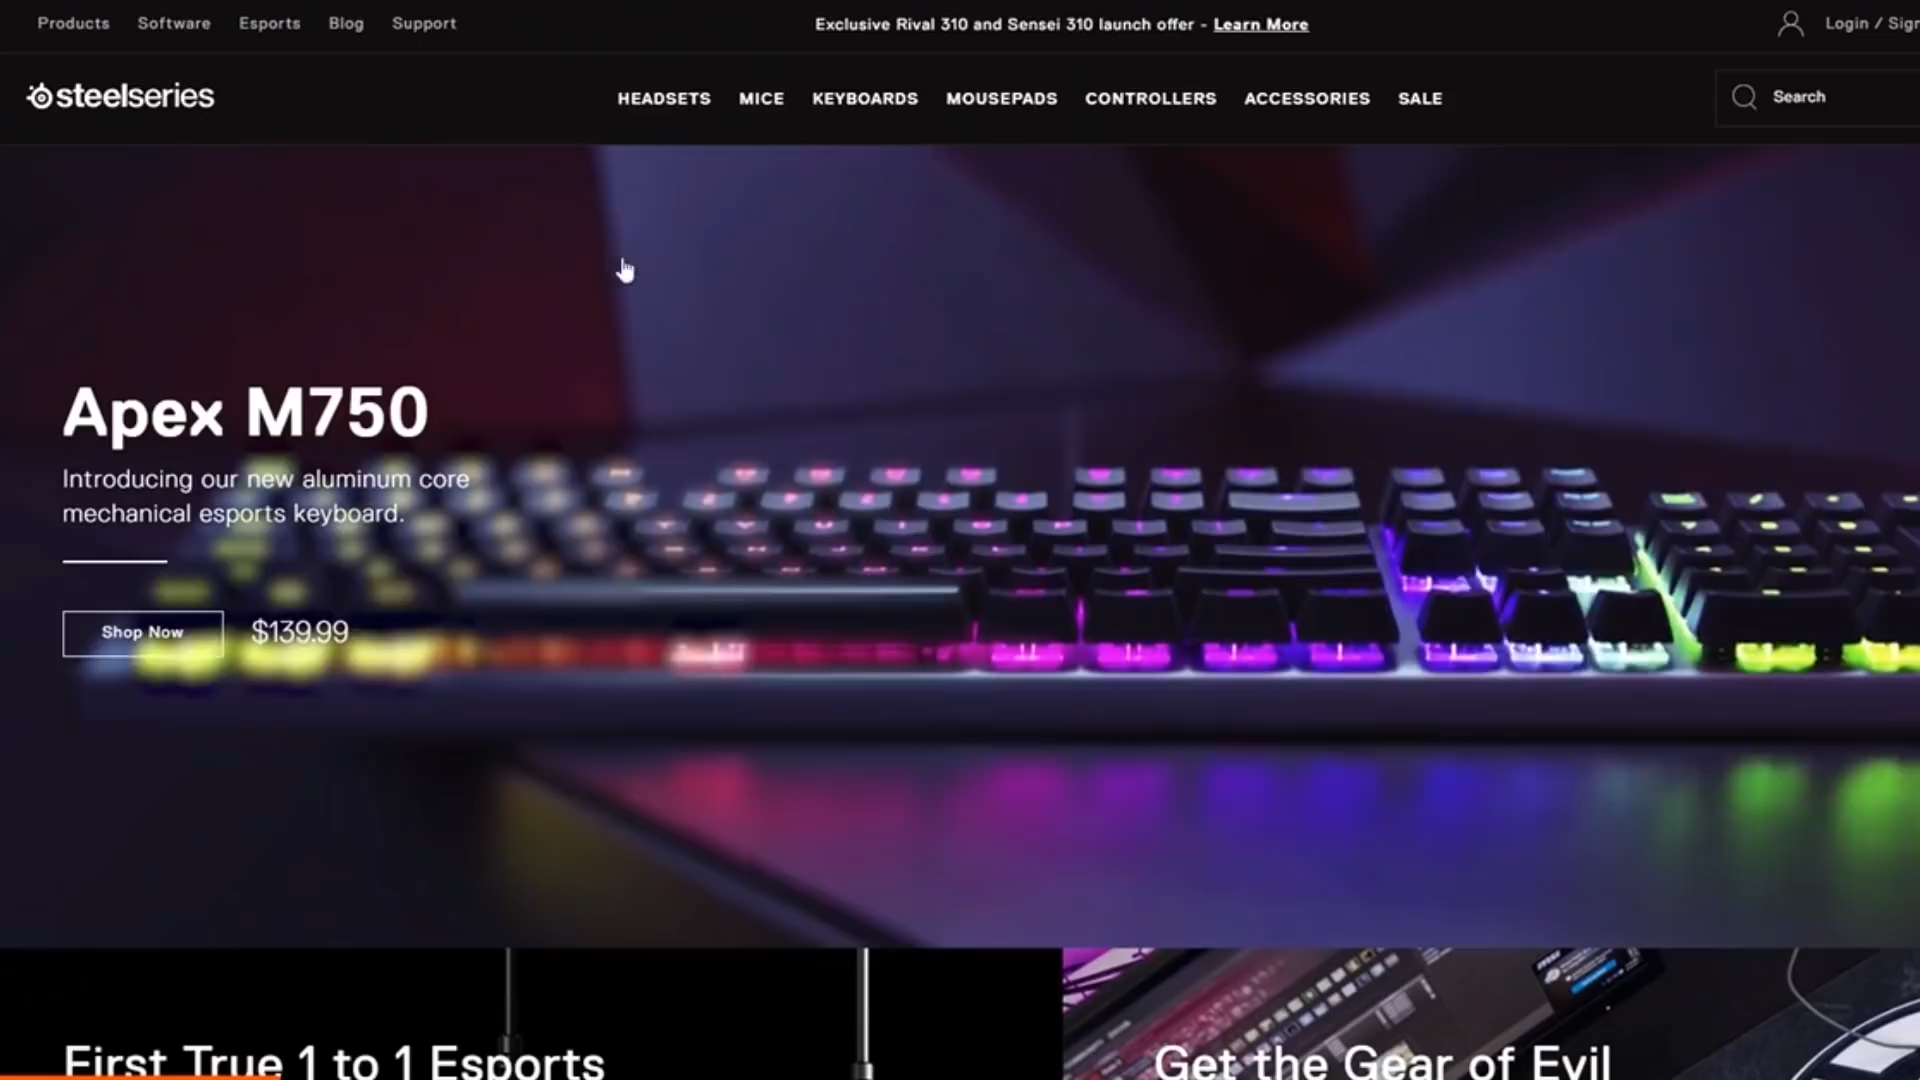 Products Software Esports Blog Support
Exclusive Rival 310 and Sensei 310 launch offer - Learn More
Login / Sign
steelseries
HEADSETS MICE KEYBOARDS MOUSEPADS CONTROLLERS ACCESSORIES SALE
Search
Apex M750
Introducing our new aluminum core
mechanical esports keyboard.
Shop Now $139.99
First True 1 to 1 Esports
Get the Gear of Evil